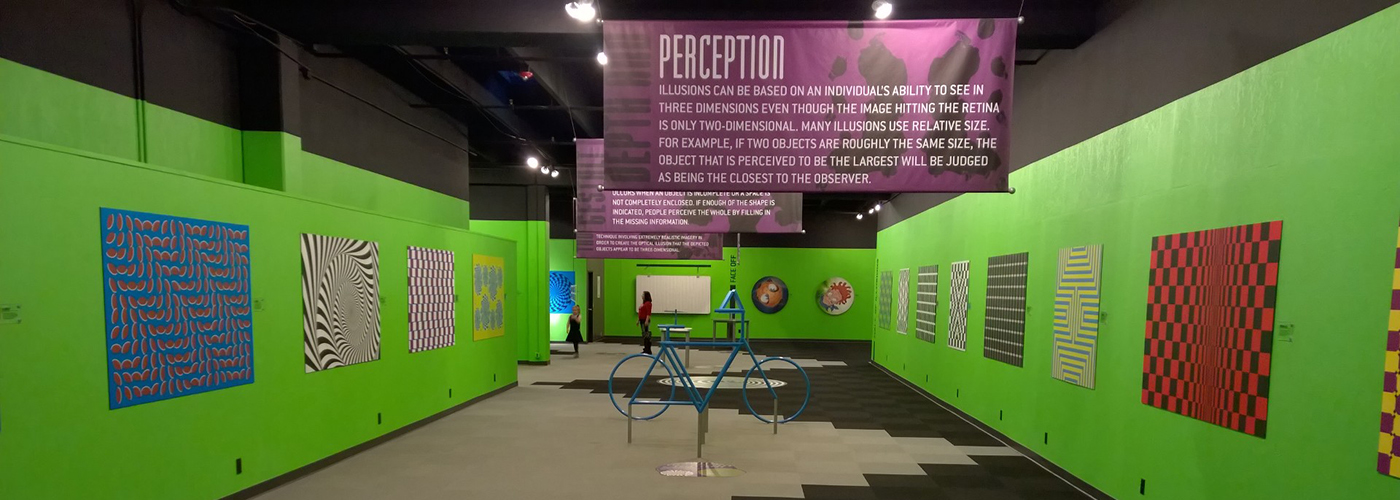 PERCEPTION
ILLUSIONS CAN BE BASED ON AN INDIVIDUAL'S ABILITY TO SEE IN
THREE DIMENSIONS EVEN THOUGH THE IMAGE HITTING THE RETINA
IS ONLY TWO-DIMENSIONAL. MANY ILLUSIONS USE RELATIVE SIZE.
FOR EXAMPLE, IF TWO OBJECTS ARE ROUGHLY THE SAME SIZE, THE
OBJECT THAT IS PERCEIVED TO BE THE LARGEST WILL BE JUDGED
AS BEING THE CLOSEST TO THE OBSERVER.
DEPTH
OCCURS WHEN AN OBJECT IS INCOMPLETE OR A SPACE IS
NOT COMPLETELY ENCLOSED. IF ENOUGH OF THE SHAPE IS
INDICATED, PEOPLE PERCEIVE THE WHOLE BY FILLING IN
THE MISSING INFORMATION.
TECHNIQUE INVOLVING EXTREMELY REALISTIC IMAGERY IN
ORDER TO CREATE THE OPTICAL ILLUSION THAT THE DEPICTED
OBJECTS APPEAR TO BE THREE-DIMENSIONAL.
FACE OFF